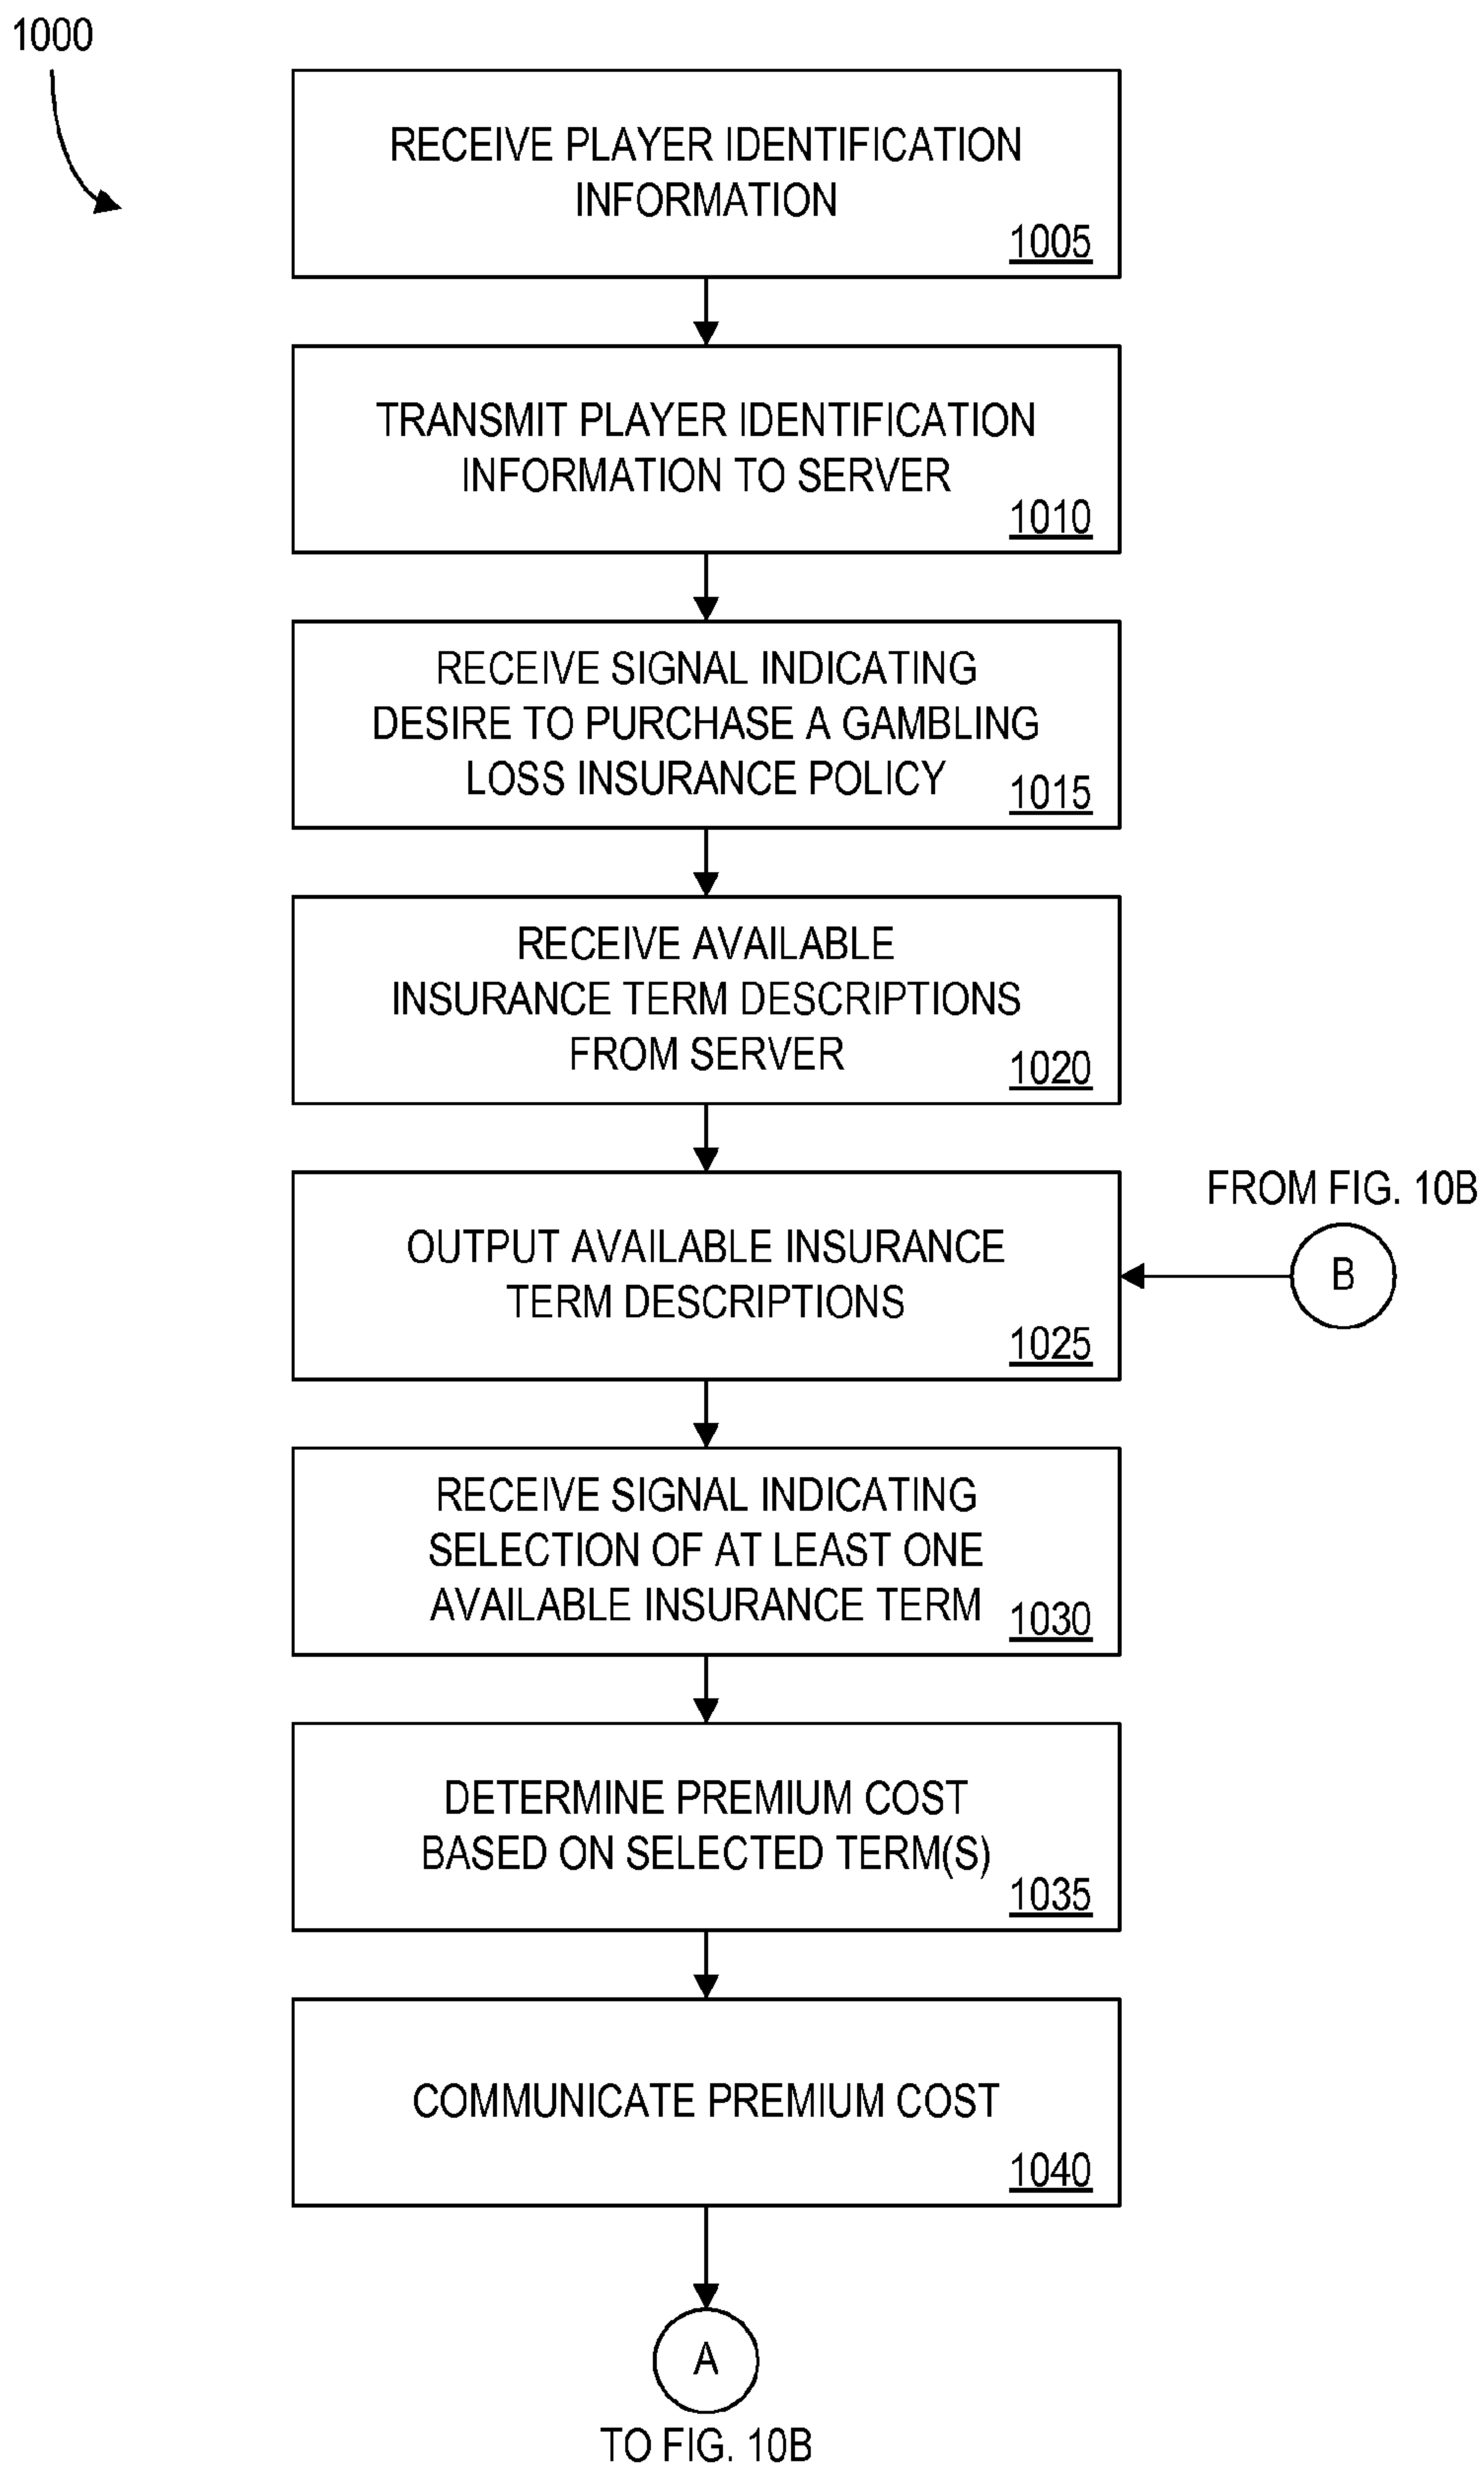 1000
RECEIVE PLAYER IDENTIFICATION
INFORMATION
1005
TRANSMIT PLAYER IDENTIFICATION
INFORMATION TO SERVER
1010
RECEIVE SIGNAL INDICATING
DESIRE TO PURCHASE A GAMBLING
LOSS INSURANCE POLICY
1015
RECEIVE AVAILABLE
INSURANCE TERM DESCRIPTIONS
FROM SERVER
1020
OUTPUT AVAILABLE INSURANCE
TERM DESCRIPTIONS
1025
FROM FIG. 10B
B
RECEIVE SIGNAL INDICATING
SELECTION OF AT LEAST ONE
AVAILABLE INSURANCE TERM
1030
DETERMINE PREMIUM COST
BASED ON SELECTED TERM(S)
1035
COMMUNICATE PREMIUM COST
1040
A
TO FIG. 10B